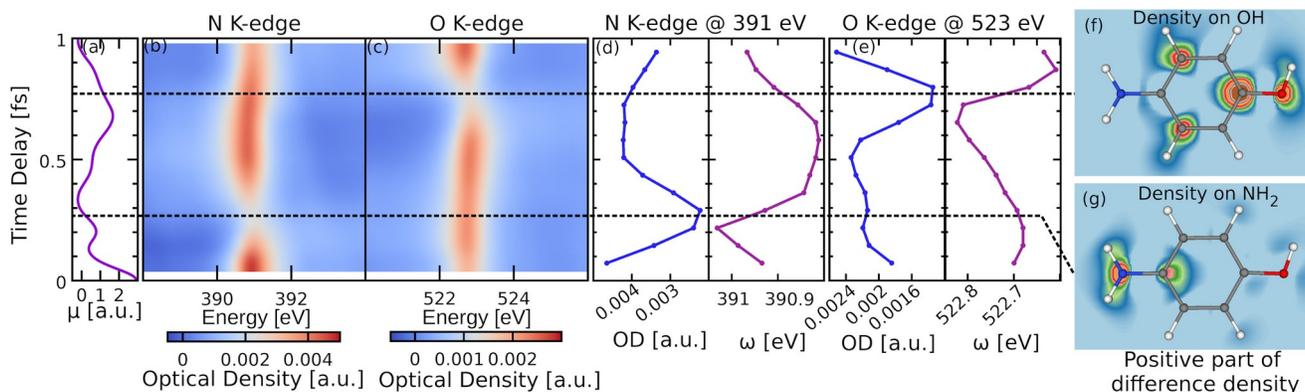 N K-edge
O K-edge
N K-edge @ 391 eV
O K-edge @ 523 eV
(a)
(b)
(c)
(d)
(e)
(f)
Density on OH
(g)
Density on NH2
Positive part of
difference density
Time Delay [fs]
1
0.5
0
0 1 2
μ [a.u.]
390 392
Energy [eV]
0 0.002 0.004
Optical Density [a.u.]
522 524
Energy [eV]
0 0.001 0.002
Optical Density [a.u.]
0.004 0.003
OD [a.u.]
391 390.9
ω [eV]
0.0024 0.002 0.0016
OD [a.u.]
522.8 522.7
ω [eV]